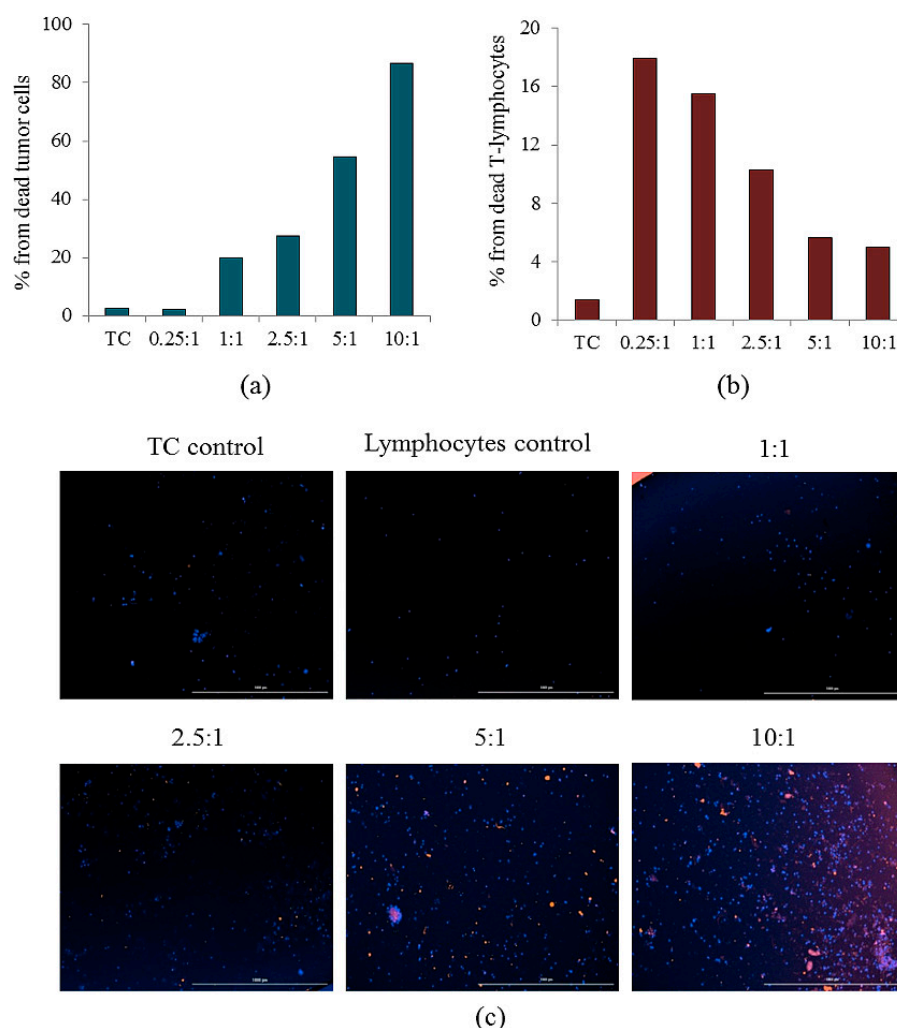 % from dead tumor cells
100
80
60
40
20
0
TC 0.25:1 1:1 2.5:1 5:1 10:1
(a)
% from dead T-lymphocytes
20
16
12
8
4
0
TC 0.25:1 1:1 2.5:1 5:1 10:1
(b)
TC control Lymphocytes control 1:1
2.5:1 5:1 10:1
(c)